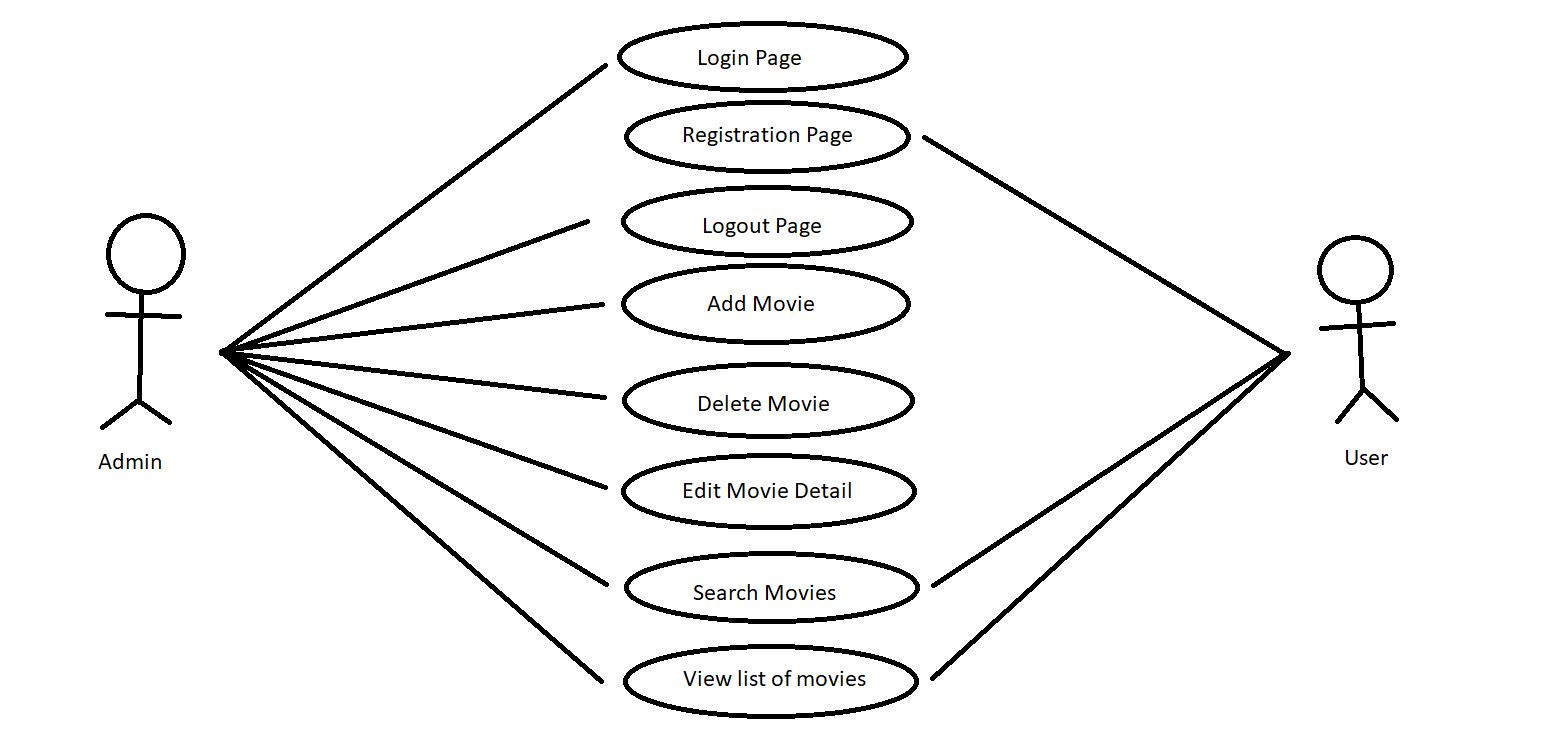 Login Page
Registration Page
Logout Page
Add Movie
Delete Movie
Admin
User
Edit Movie Detail
Search Movies
View list of movies